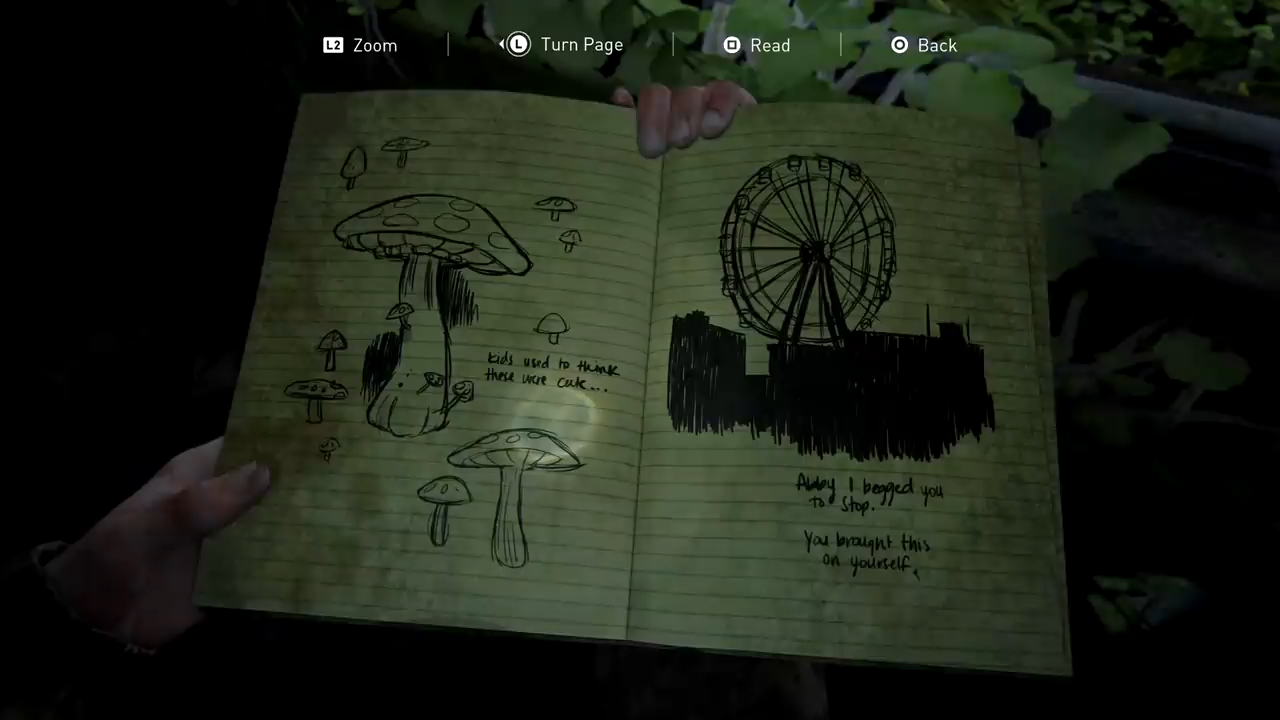 L2 Zoom
L Turn Page
Read
Back
kids used to think
these were cute...
Abby I begged you
to stop.
You brought this
on yourself.